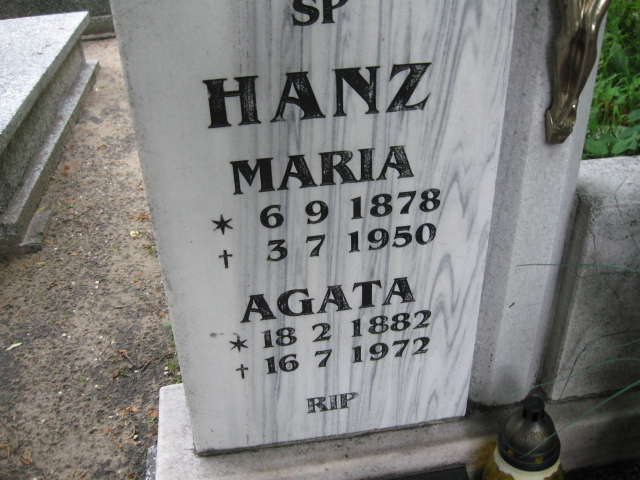 SP
HANZ
MARIA
* 6 9 1878
† 3 7 1950
AGATA
* 18 2 1882
† 16 7 1972
RIP